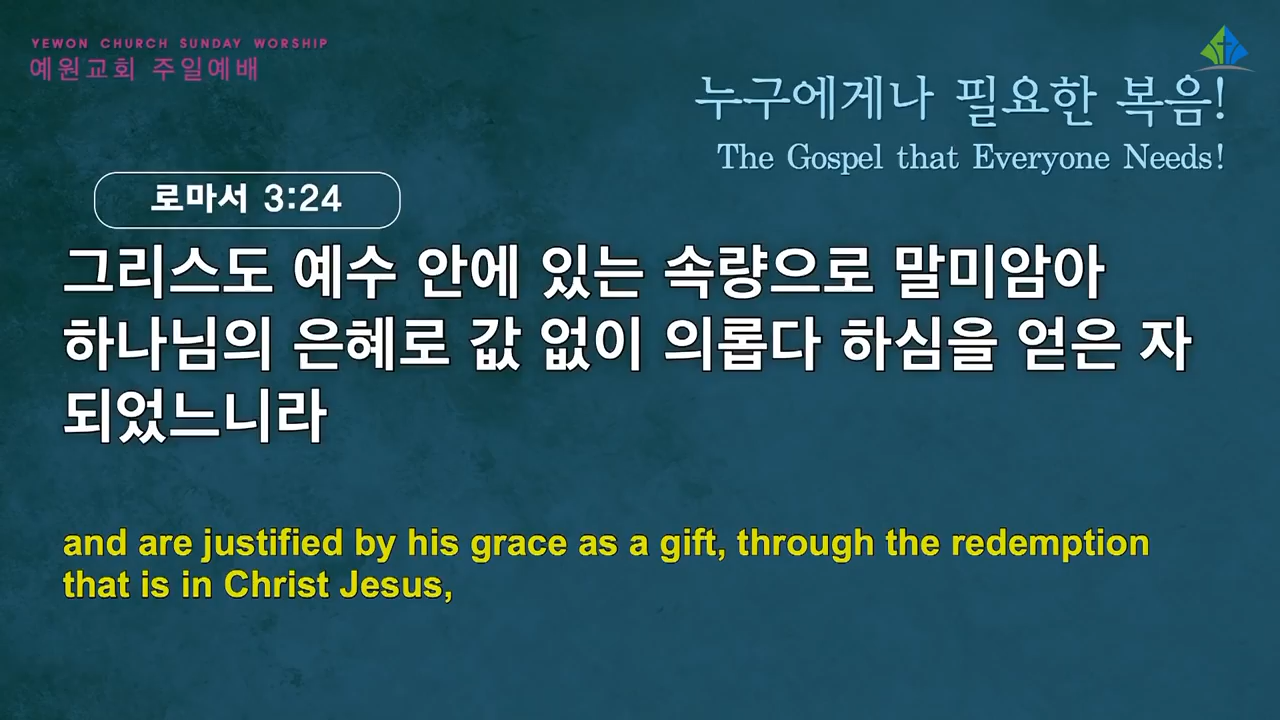 YEWON CHURCH SUNDAY WORSHIP
예원교회 주일예배
누구에게나 필요한 복음!
The Gospel that Everyone Needs!
로마서 3:24
그리스도 예수 안에 있는 속량으로 말미암아
하나님의 은혜로 값 없이 의롭다 하심을 얻은 자
되었느니라
and are justified by his grace as a gift, through the redemption
that is in Christ Jesus,